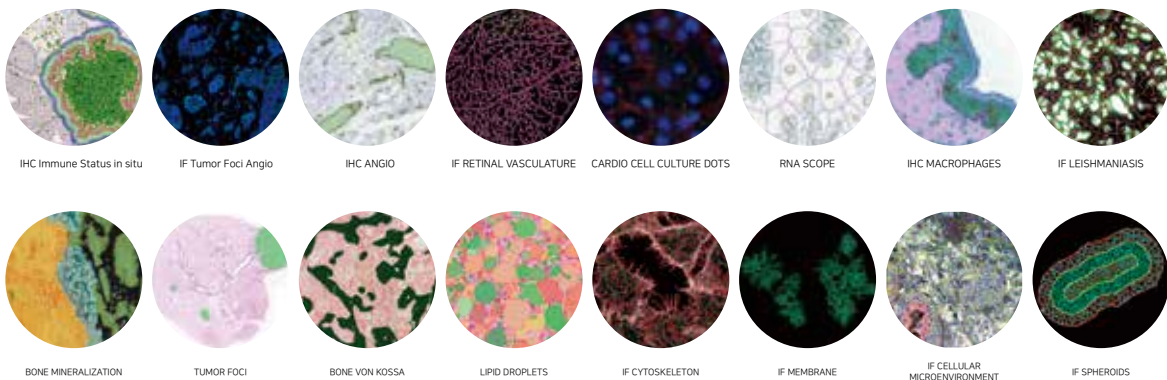 IHC Immune Status in situ
IF Tumor Foci Angio
IHC ANGIO
IF RETINAL VASCULATURE
CARDIO CELL CULTURE DOTS
RNA SCOPE
IHC MACROPHAGES
IF LEISHMANIASIS
BONE MINERALIZATION
TUMOR FOCI
BONE VON KOSSA
LIPID DROPLETS
IF CYTOSKELETON
IF MEMBRANE
IF CELLULAR
MICROENVIRONMENT
IF SPHEROIDS